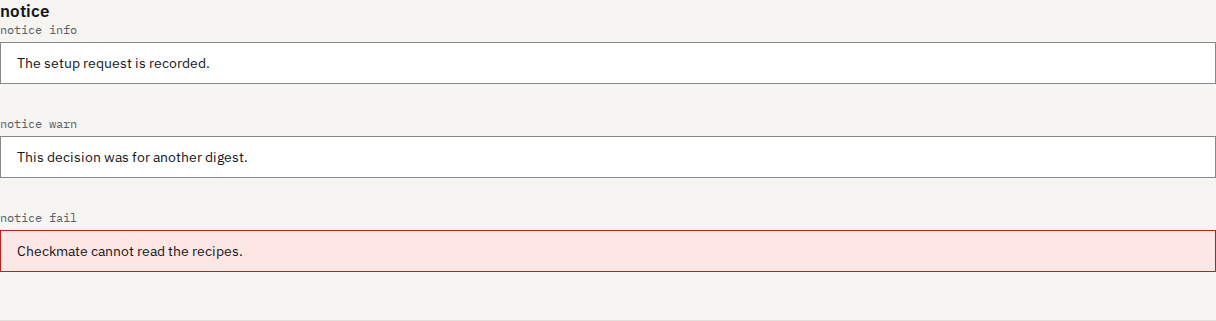 notice
notice info
The setup request is recorded.
notice warn
This decision was for another digest.
notice fail
Checkmate cannot read the recipes.